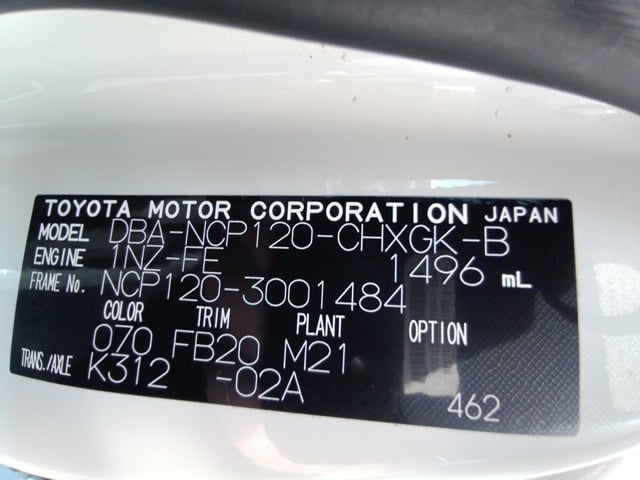 TOYOTA MOTOR CORPORATION JAPAN
MODEL DBA-NCP120-CHXGK-B
ENGINE 1NZ-FE 1496 mL
FRAME No. NCP120-3001484
COLOR TRIM PLANT OPTION
070 FB20 M21
TRANS./AXLE K312 -02A
462